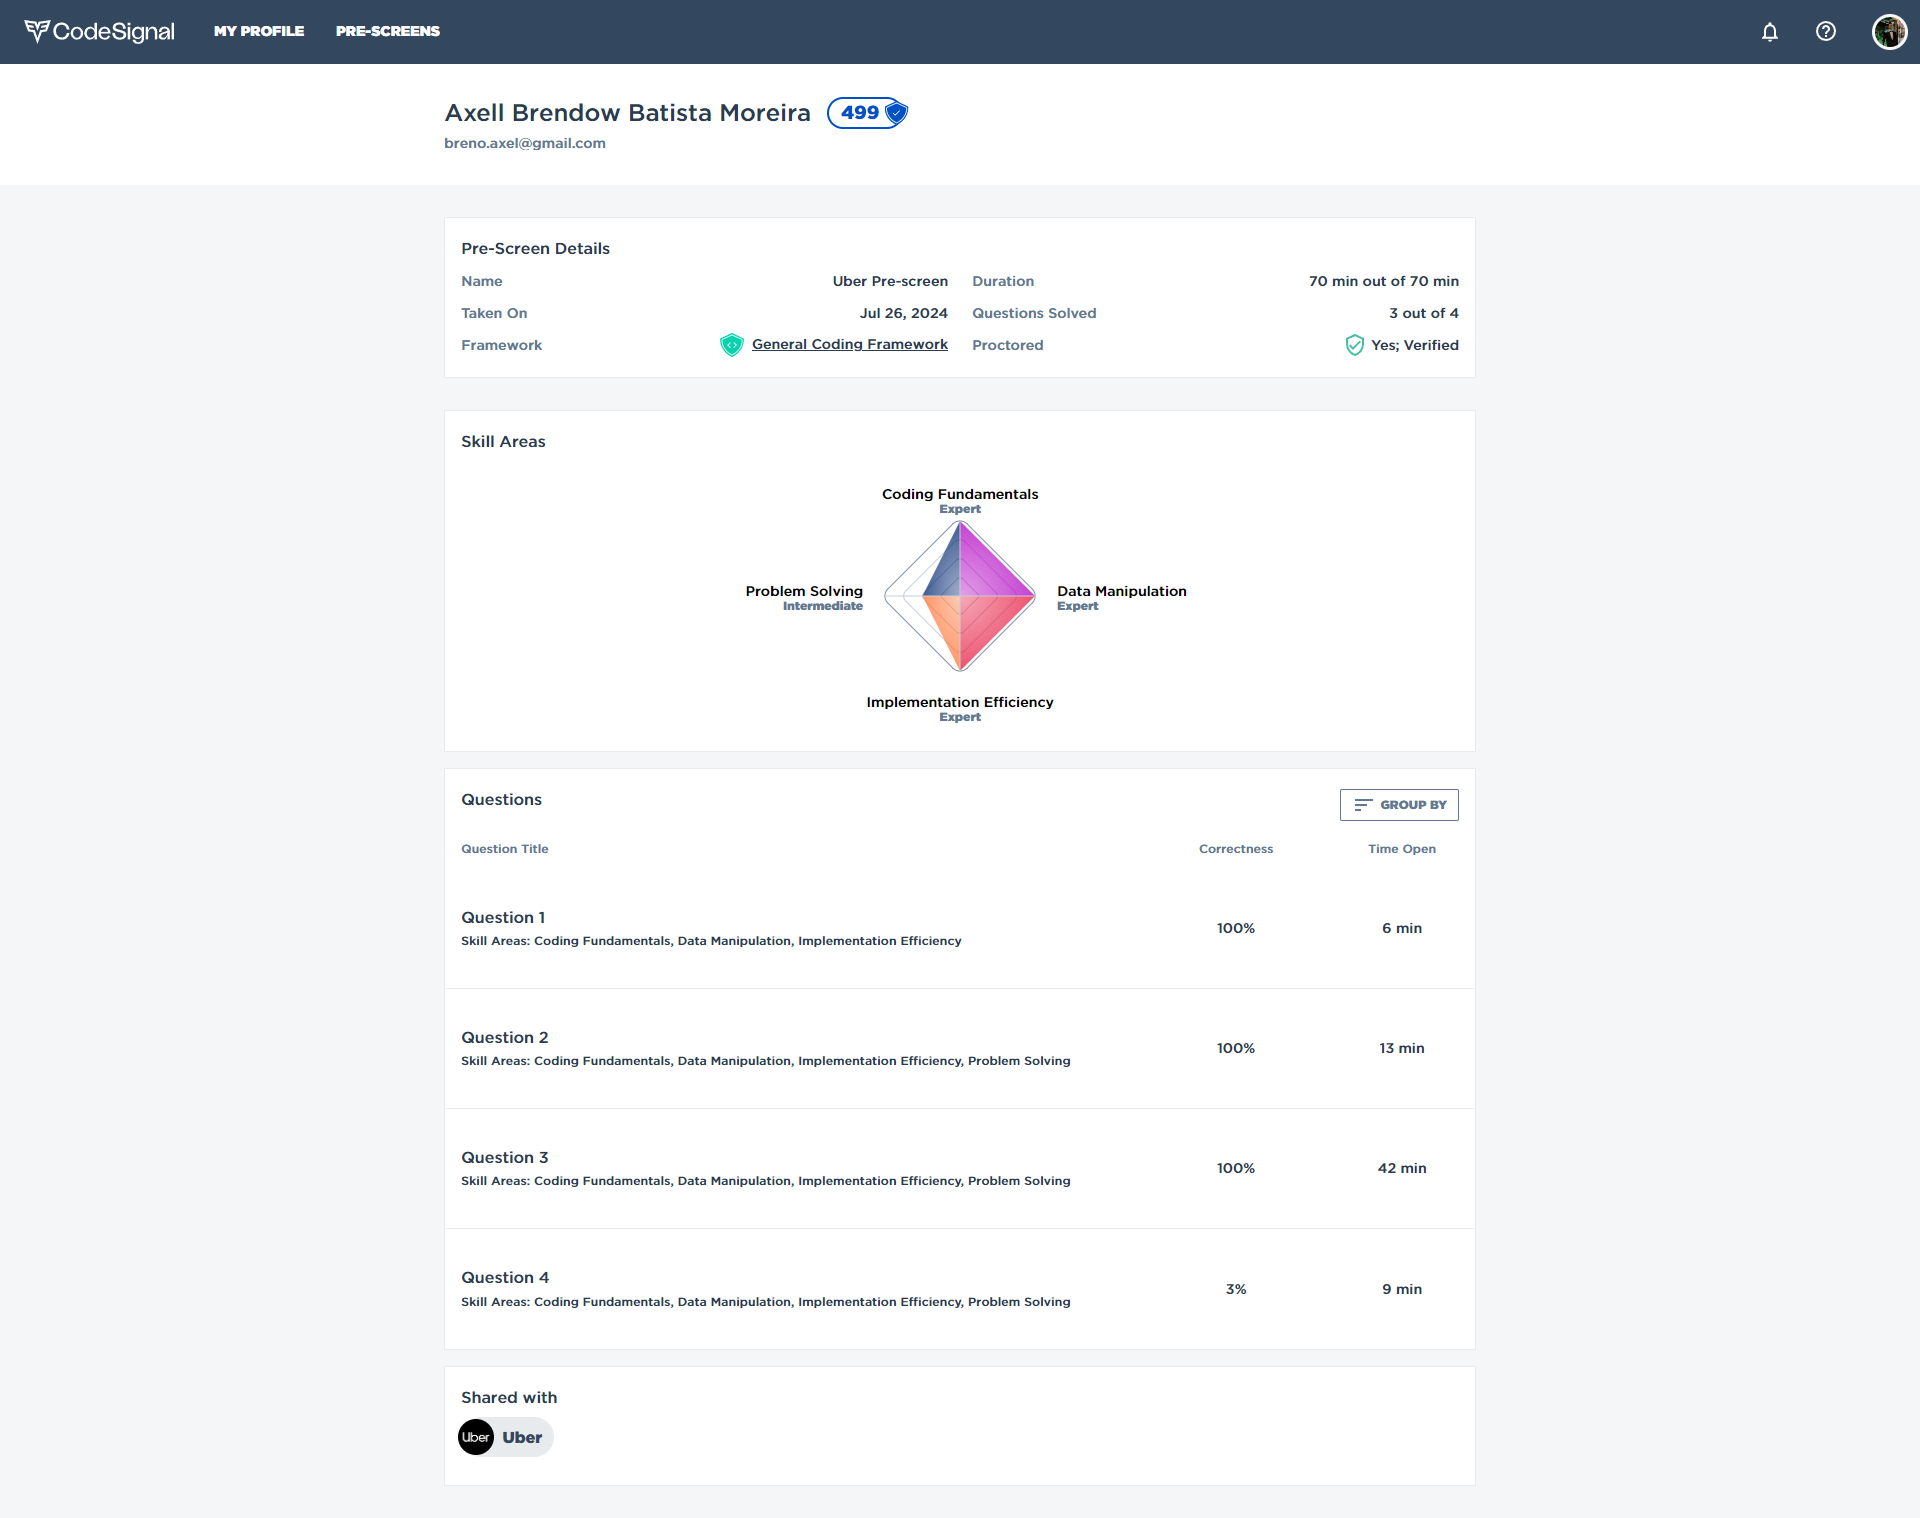 CodeSignal MY PROFILE PRE-SCREENS
Axell Brendow Batista Moreira 499
breno.axel@gmail.com
Pre-Screen Details
Name Uber Pre-screen Duration 70 min out of 70 min
Taken On Jul 26, 2024 Questions Solved 3 out of 4
Framework General Coding Framework Proctored Yes; Verified
Skill Areas
Coding Fundamentals
Expert
Problem Solving
Intermediate
Data Manipulation
Expert
Implementation Efficiency
Expert
Questions GROUP BY
Question Title Correctness Time Open
Question 1
Skill Areas: Coding Fundamentals, Data Manipulation, Implementation Efficiency
100% 6 min
Question 2
Skill Areas: Coding Fundamentals, Data Manipulation, Implementation Efficiency, Problem Solving
100% 13 min
Question 3
Skill Areas: Coding Fundamentals, Data Manipulation, Implementation Efficiency, Problem Solving
100% 42 min
Question 4
Skill Areas: Coding Fundamentals, Data Manipulation, Implementation Efficiency, Problem Solving
3% 9 min
Shared with
Uber Uber